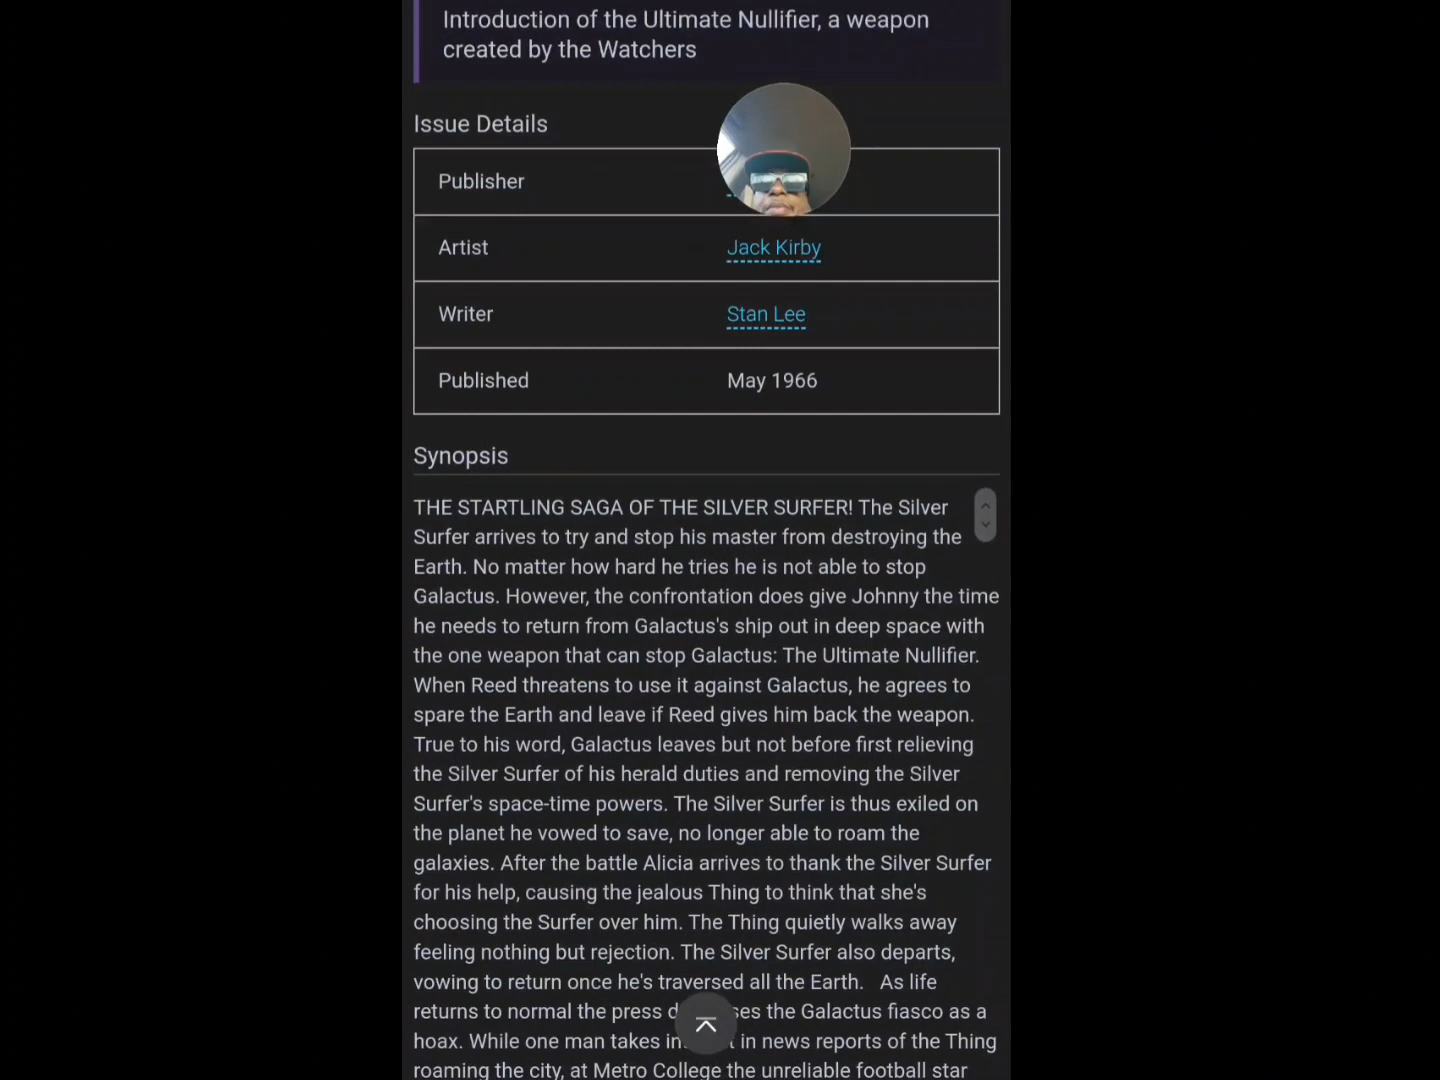 Introduction of the Ultimate Nullifier, a weapon
created by the Watchers
Issue Details
Publisher
Artist
Jack Kirby
Writer
Stan Lee
Published
May 1966
Synopsis
THE STARTLING SAGA OF THE SILVER SURFER! The Silver
Surfer arrives to try and stop his master from destroying the
Earth. No matter how hard he tries he is not able to stop
Galactus. However, the confrontation does give Johnny the time
he needs to return from Galactus's ship out in deep space with
the one weapon that can stop Galactus: The Ultimate Nullifier.
When Reed threatens to use it against Galactus, he agrees to
spare the Earth and leave if Reed gives him back the weapon.
True to his word, Galactus leaves but not before first relieving
the Silver Surfer of his herald duties and removing the Silver
Surfer's space-time powers. The Silver Surfer is thus exiled on
the planet he vowed to save, no longer able to roam the
galaxies. After the battle Alicia arrives to thank the Silver Surfer
for his help, causing the jealous Thing to think that she's
choosing the Surfer over him. The Thing quietly walks away
feeling nothing but rejection. The Silver Surfer also departs,
vowing to return once he's traversed all the Earth. As life
returns to normal the press the Galactus fiasco as a
hoax. While one man takes in news reports of the Thing
roaming the city, at Metro College the unreliable football star